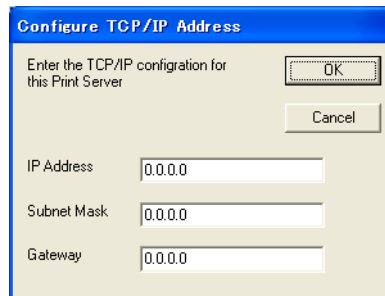 Configure TCP/IP Address
Enter the TCP/IP configration for
this Print Server
OK
Cancel
IP Address 0.0.0.0
Subnet Mask 0.0.0.0
Gateway 0.0.0.0